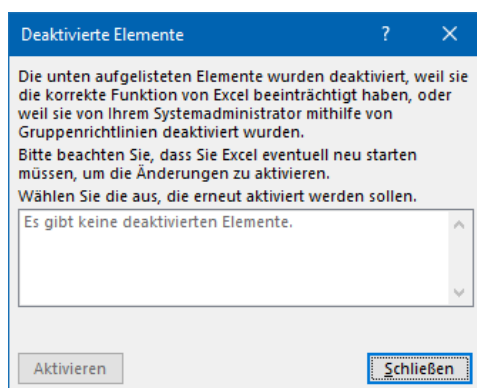 Deaktivierte Elemente
Die unten aufgelisteten Elemente wurden deaktiviert, weil sie
die korrekte Funktion von Excel beeinträchtigt haben, oder
weil sie von Ihrem Systemadministrator mithilfe von
Gruppenrichtlinien deaktiviert wurden.
Bitte beachten Sie, dass Sie Excel eventuell neu starten
müssen, um die Änderungen zu aktivieren.
Wählen Sie die aus, die erneut aktiviert werden sollen.
Es gibt keine deaktivierten Elemente.
Aktivieren Schließen